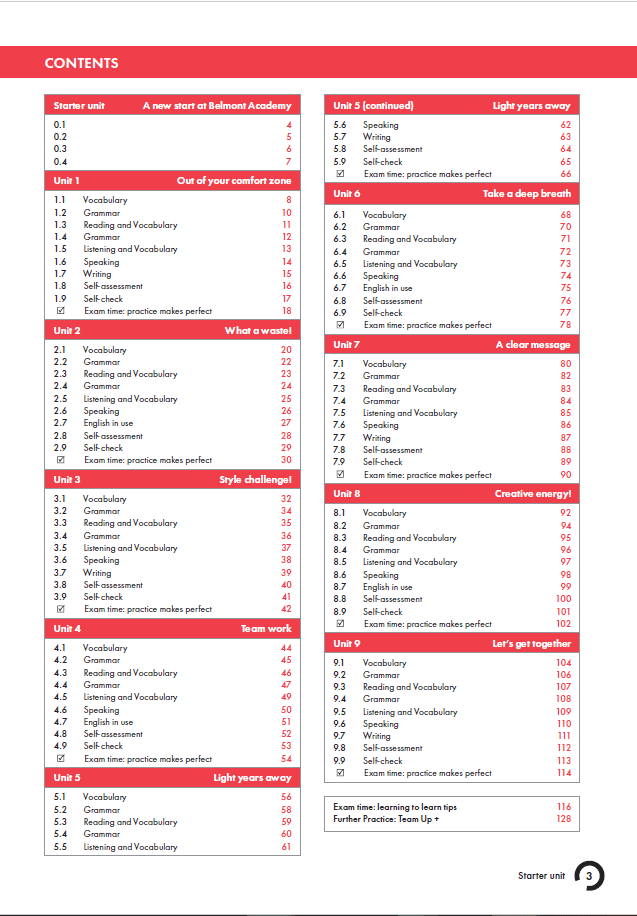 CONTENTS
Starter unit A new start at Belmont Academy
0.1 4
0.2 5
0.3 6
0.4 7
Unit 1 Out of your comfort zone
1.1 Vocabulary 8
1.2 Grammar 10
1.3 Reading and Vocabulary 11
1.4 Grammar 12
1.5 Listening and Vocabulary 13
1.6 Speaking 14
1.7 Writing 15
1.8 Self-assessment 16
1.9 Self-check 17
☑ Exam time: practice makes perfect 18
Unit 2 What a waste!
2.1 Vocabulary 20
2.2 Grammar 22
2.3 Reading and Vocabulary 23
2.4 Grammar 24
2.5 Listening and Vocabulary 25
2.6 Speaking 26
2.7 English in use 27
2.8 Self-assessment 28
2.9 Self-check 29
☑ Exam time: practice makes perfect 30
Unit 3 Style challenge!
3.1 Vocabulary 32
3.2 Grammar 34
3.3 Reading and Vocabulary 35
3.4 Grammar 36
3.5 Listening and Vocabulary 37
3.6 Speaking 38
3.7 Writing 39
3.8 Self-assessment 40
3.9 Self-check 41
☑ Exam time: practice makes perfect 42
Unit 4 Team work
4.1 Vocabulary 44
4.2 Grammar 45
4.3 Reading and Vocabulary 46
4.4 Grammar 47
4.5 Listening and Vocabulary 49
4.6 Speaking 50
4.7 English in use 51
4.8 Self-assessment 52
4.9 Self-check 53
☑ Exam time: practice makes perfect 54
Unit 5 Light years away
5.1 Vocabulary 56
5.2 Grammar 58
5.3 Reading and Vocabulary 59
5.4 Grammar 60
5.5 Listening and Vocabulary 61
Unit 5 (continued) Light years away
5.6 Speaking 62
5.7 Writing 63
5.8 Self-assessment 64
5.9 Self-check 65
☑ Exam time: practice makes perfect 66
Unit 6 Take a deep breath
6.1 Vocabulary 68
6.2 Grammar 70
6.3 Reading and Vocabulary 71
6.4 Grammar 72
6.5 Listening and Vocabulary 73
6.6 Speaking 74
6.7 English in use 75
6.8 Self-assessment 76
6.9 Self-check 77
☑ Exam time: practice makes perfect 78
Unit 7 A clear message
7.1 Vocabulary 80
7.2 Grammar 82
7.3 Reading and Vocabulary 83
7.4 Grammar 84
7.5 Listening and Vocabulary 85
7.6 Speaking 86
7.7 Writing 87
7.8 Self-assessment 88
7.9 Self-check 89
☑ Exam time: practice makes perfect 90
Unit 8 Creative energy!
8.1 Vocabulary 92
8.2 Grammar 94
8.3 Reading and Vocabulary 95
8.4 Grammar 96
8.5 Listening and Vocabulary 97
8.6 Speaking 98
8.7 English in use 99
8.8 Self-assessment 100
8.9 Self-check 101
☑ Exam time: practice makes perfect 102
Unit 9 Let's get together
9.1 Vocabulary 104
9.2 Grammar 106
9.3 Reading and Vocabulary 107
9.4 Grammar 108
9.5 Listening and Vocabulary 109
9.6 Speaking 110
9.7 Writing 111
9.8 Self-assessment 112
9.9 Self-check 113
☑ Exam time: practice makes perfect 114
Exam time: learning to learn tips 116
Further Practice: Team Up + 128
Starter unit 3